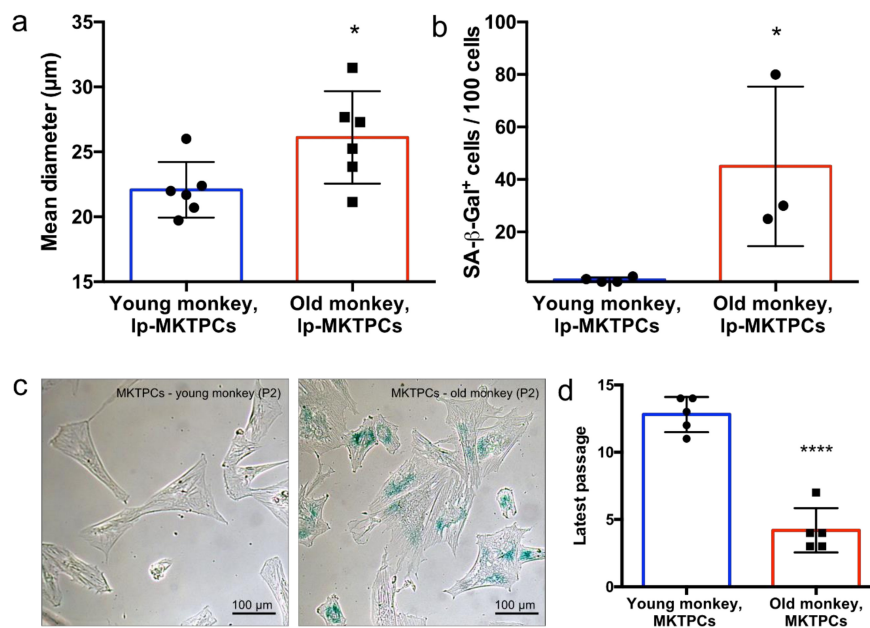 a
Mean diameter (µm)
35
30
25
20
15
*
Young monkey,
lp-MKTPCs
Old monkey,
lp-MKTPCs
b
SA-β-Gal⁺ cells / 100 cells
100
80
60
40
20
*
Young monkey,
lp-MKTPCs
Old monkey,
lp-MKTPCs
c
MKTPCs - young monkey (P2)
100 µm
MKTPCs - old monkey (P2)
100 µm
d
Latest passage
15
10
5
0
****
Young monkey,
MKTPCs
Old monkey,
MKTPCs